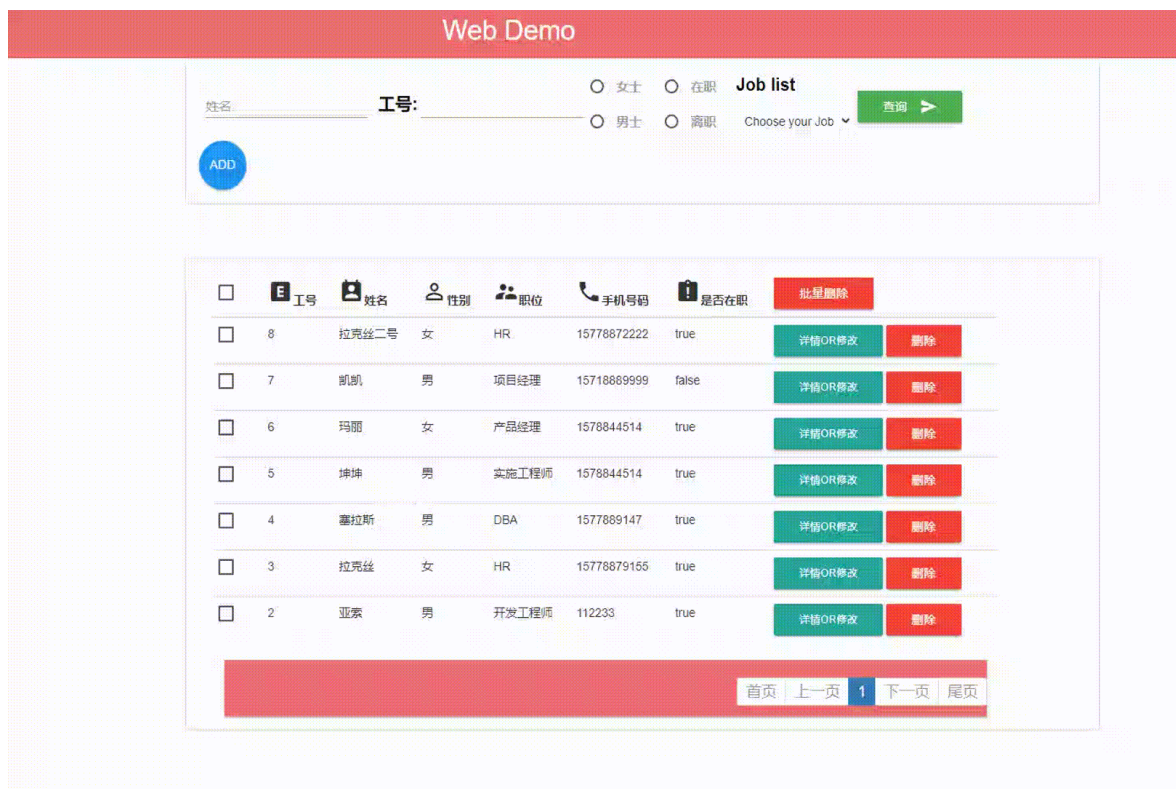 Web Demo
姓名
工号:
女士 在职 Job list
男士 离职 Choose your Job
查询
ADD
E 工号 姓名 性别 职位 手机号码 是否在职 批量删除
8 拉克丝二号 女 HR 15778872222 true 详情OR修改 删除
7 凯凯 男 项目经理 15718889999 false 详情OR修改 删除
6 玛丽 女 产品经理 1578844514 true 详情OR修改 删除
5 坤坤 男 实施工程师 1578844514 true 详情OR修改 删除
4 塞拉斯 男 DBA 1577889147 true 详情OR修改 删除
3 拉克丝 女 HR 15778879155 true 详情OR修改 删除
2 亚索 男 开发工程师 112233 true 详情OR修改 删除
首页 上一页 1 下一页 尾页